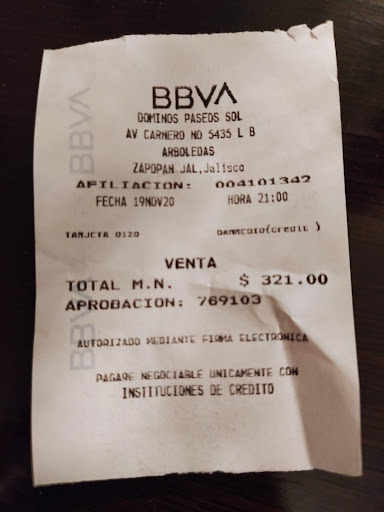 BBVA
DOMINOS PASEOS SOL
AV CARNERO NO 5435 L B
ARBOLEDAS
ZAPOPAN JAL,Jalisco
AFILIACION: 004101342
FECHA 19NOV20 HORA 21:00
TARJETA 0120
VENTA
TOTAL M.N. $ 321.00
APROBACION: 769103
AUTORIZADO MEDIANTE FIRMA ELECTRONICA
PAGARE NEGOCIABLE UNICAMENTE CON
INSTITUCIONES DE CREDITO
BBVA
BBVA